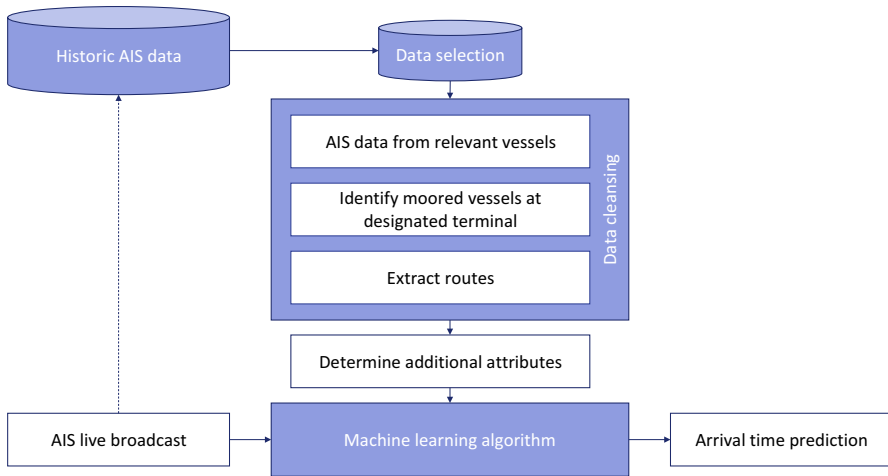 Historic AIS data
Data selection
AIS data from relevant vessels
Identify moored vessels at
designated terminal
Extract routes
Data cleansing
Determine additional attributes
AIS live broadcast
Machine learning algorithm
Arrival time prediction